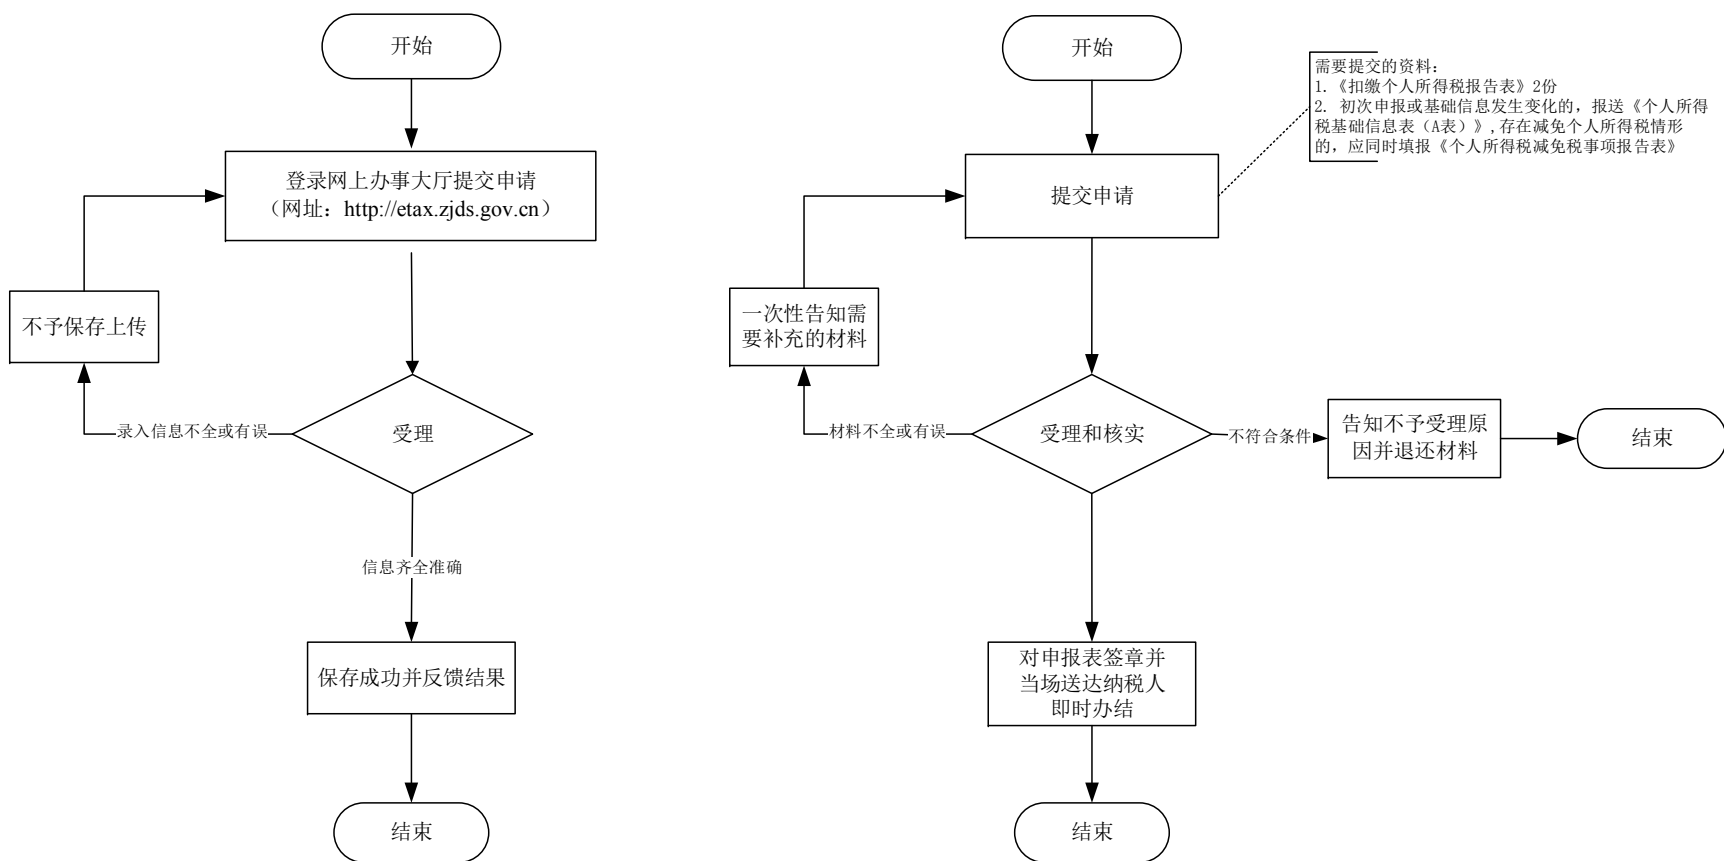 开始
登录网上办事大厅提交申请
（网址：http://etax.zjds.gov.cn）
不予保存上传
录入信息不全或有误
受理
信息齐全准确
保存成功并反馈结果
结束
开始
需要提交的资料：
1.《扣缴个人所得税报告表》2份
2. 初次申报或基础信息发生变化的，报送《个人所得
税基础信息表（A表）》,存在减免个人所得税情形
的，应同时填报《个人所得税减免税事项报告表》
提交申请
一次性告知需
要补充的材料
材料不全或有误
受理和核实
不符合条件
告知不予受理原
因并退还材料
结束
对申报表签章并
当场送达纳税人
即时办结
结束